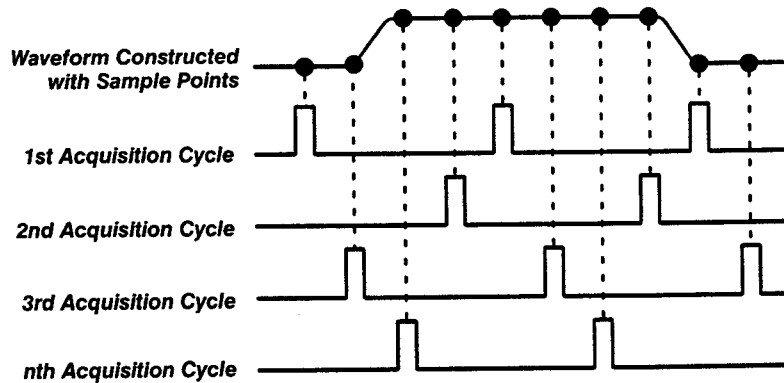 Waveform Constructed
with Sample Points
1st Acquisition Cycle
2nd Acquisition Cycle
3rd Acquisition Cycle
nth Acquisition Cycle